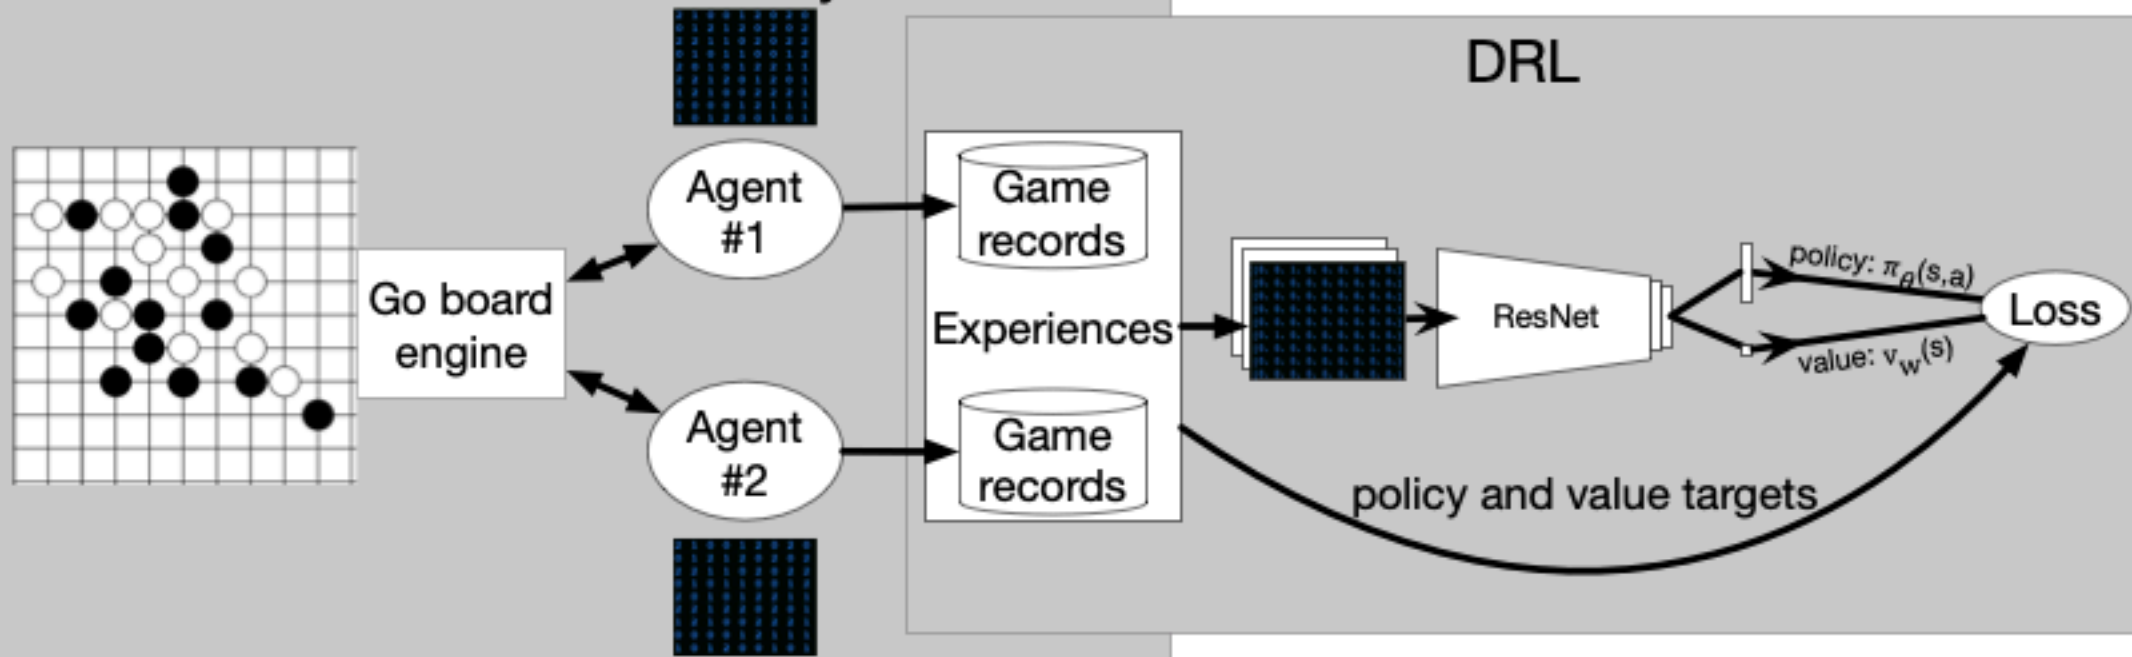 DRL
Agent
#1
Game
records
Go board
engine
Experiences
ResNet
policy: πθ(s,a)
value: vw(s)
Loss
Agent
#2
Game
records
policy and value targets